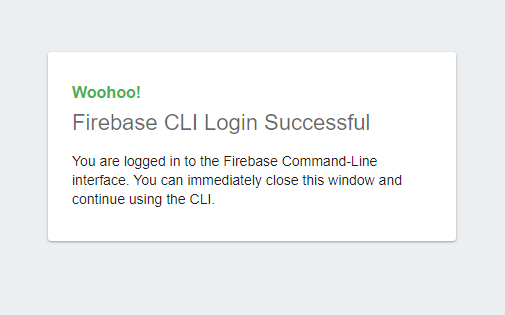 Woohoo!
Firebase CLI Login Successful
You are logged in to the Firebase Command-Line
interface. You can immediately close this window and
continue using the CLI.